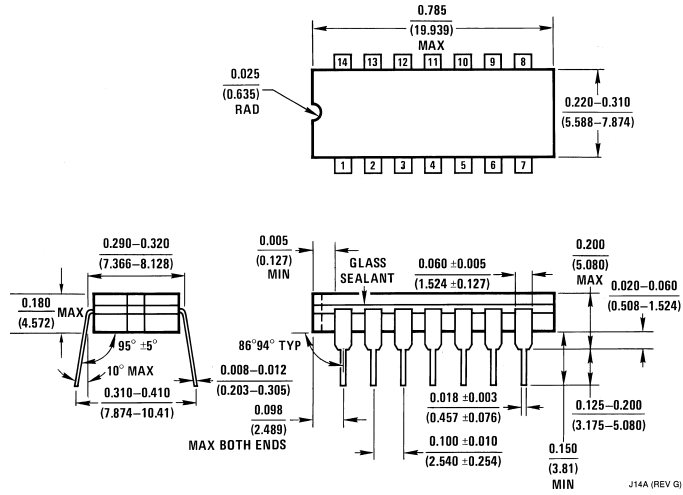 0.785
(19.939)
MAX
14 13 12 11 10 9 8
0.025
(0.635)
RAD
0.220–0.310
(5.588–7.874)
1 2 3 4 5 6 7
0.290–0.320
(7.366–8.128)
0.180
(4.572)
MAX
95° ±5°
10° MAX
0.310–0.410
(7.874–10.41)
0.008–0.012
(0.203–0.305)
0.005
(0.127)
MIN
GLASS
SEALANT
0.060 ±0.005
(1.524 ±0.127)
0.200
(5.080)
MAX
0.020–0.060
(0.508–1.524)
86°94° TYP
0.098
(2.489)
MAX BOTH ENDS
0.018 ±0.003
(0.457 ±0.076)
0.100 ±0.010
(2.540 ±0.254)
0.125–0.200
(3.175–5.080)
0.150
(3.81)
MIN
J14A (REV G)